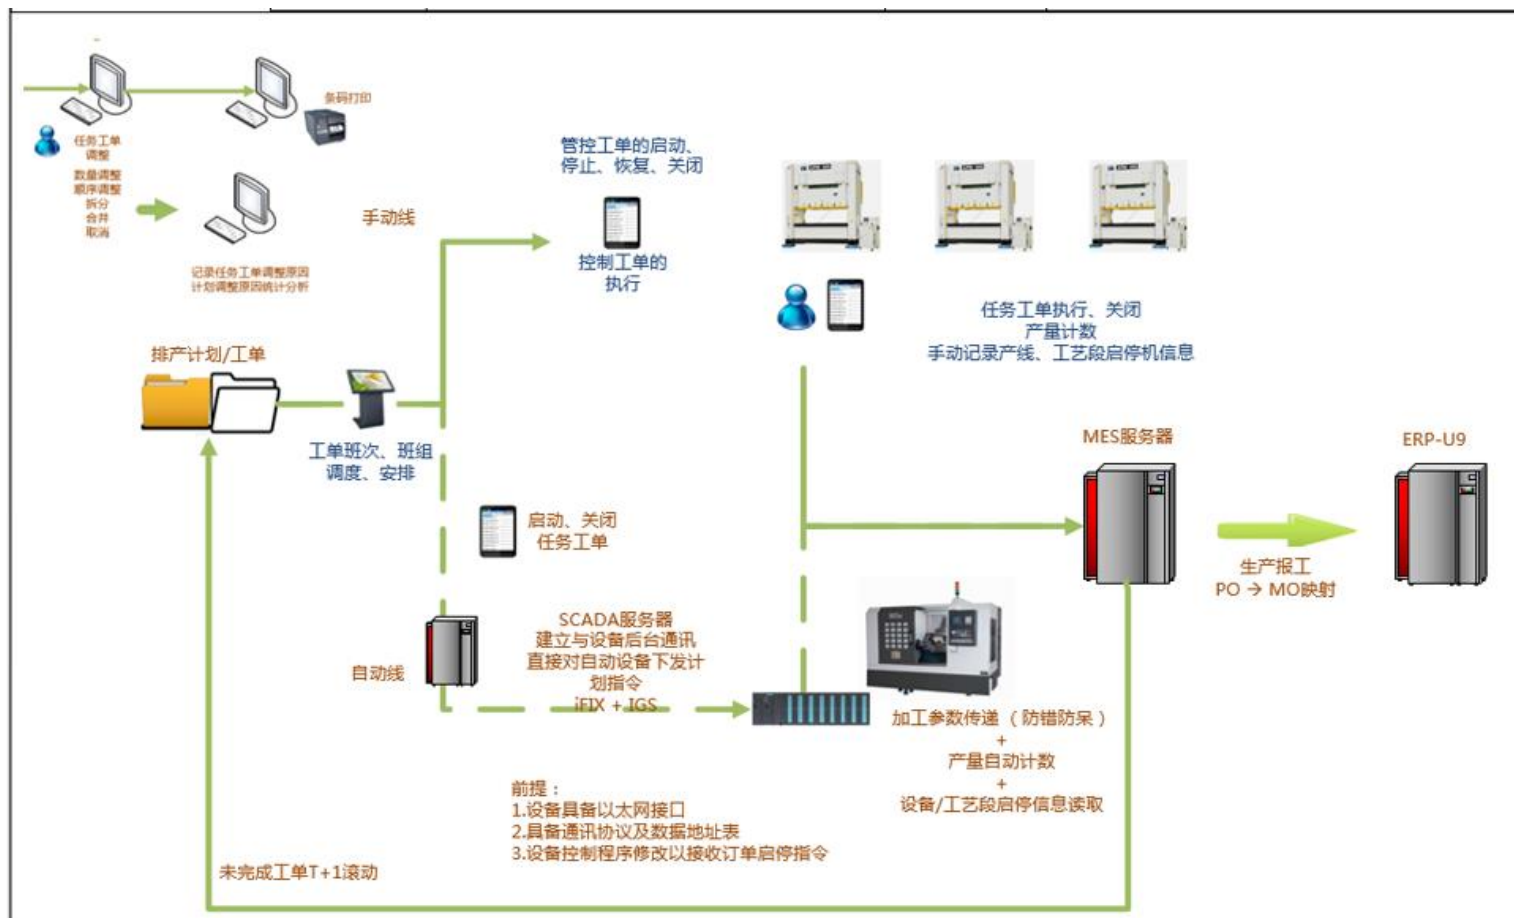 条码打印
任务工单
调整
数量调整
顺序调整
拆分
合并
取消
记录任务工单调整原因
计划调整原因统计分析
手动线
管控工单的启动、
停止、恢复、关闭
控制工单的
执行
任务工单执行、关闭
产量计数
手动记录产线、工艺段启停机信息
排产计划/工单
工单班次、班组
调度、安排
MES服务器
ERP-U9
生产报工
PO → MO映射
启动、关闭
任务工单
自动线
SCADA服务器
建立与设备后台通讯
直接对自动设备下发计
划指令
iFIX + IGS
加工参数传递 （防错防呆）
+
产量自动计数
+
设备/工艺段启停信息读取
前提：
1.设备具备以太网接口
2.具备通讯协议及数据地址表
3.设备控制程序修改以接收订单启停指令
未完成工单T+1滚动